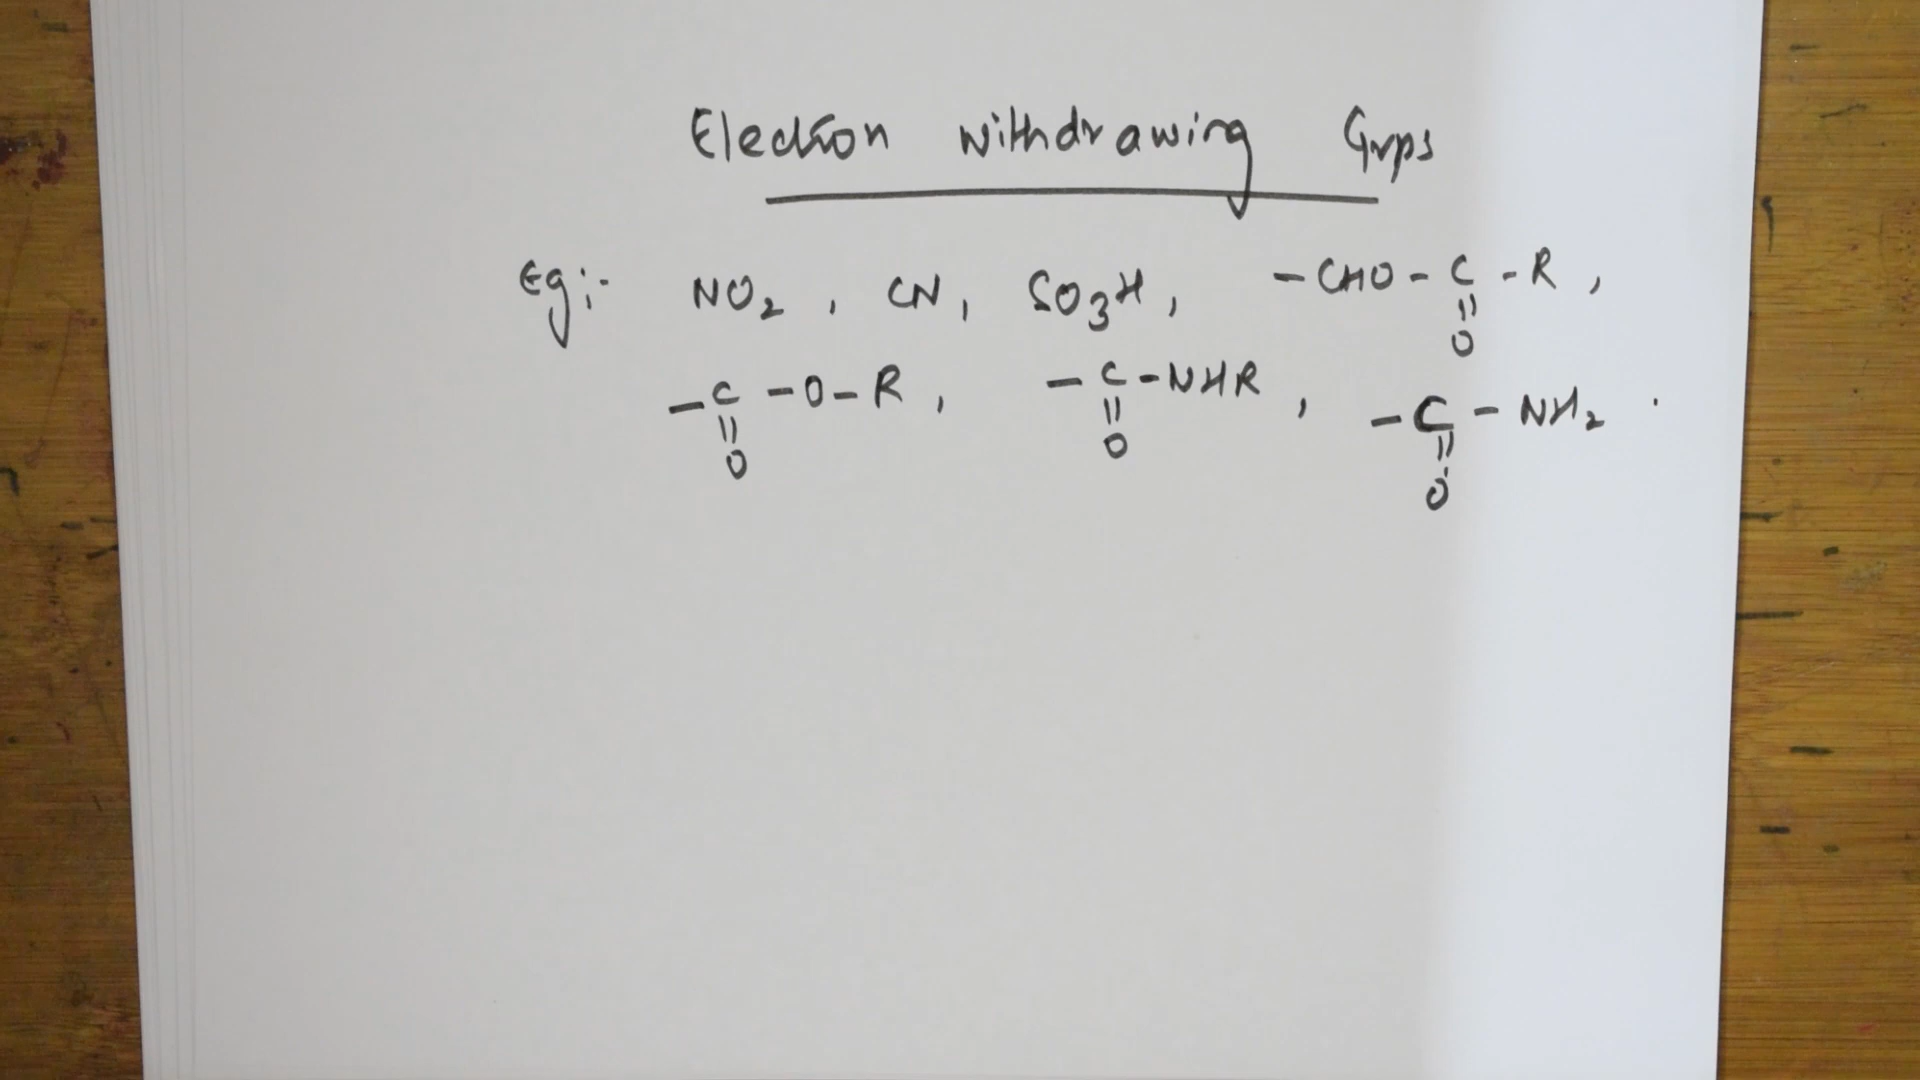 Electron withdrawing Grps
Eg:- NO₂ , CN, SO₃H, -CHO - C - R ,
||
O
- C - O - R , - C - NHR , - C - NH₂ .
|| || ||
O O O